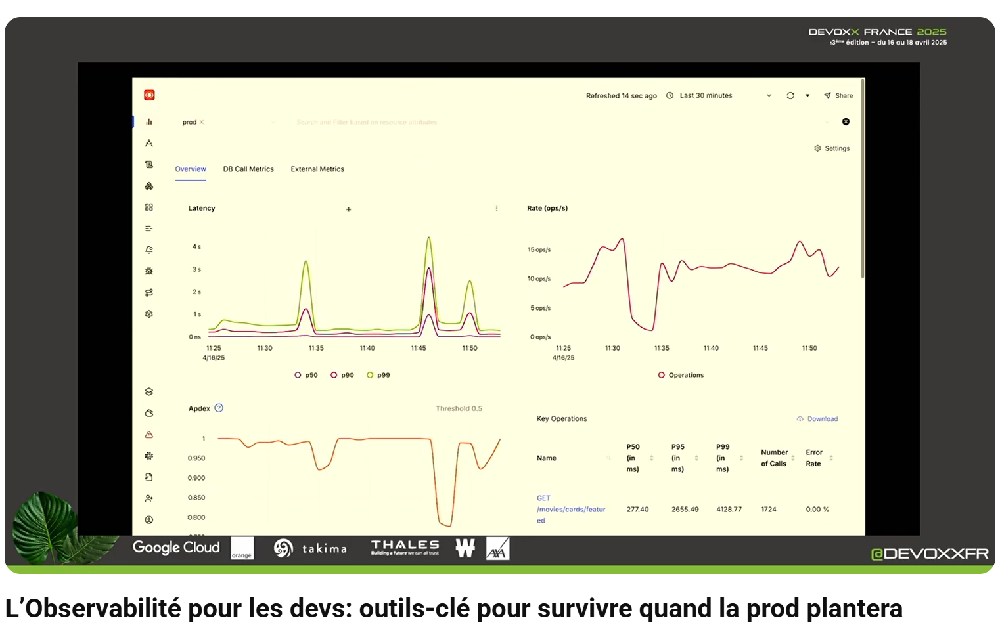 DEVOXX FRANCE 2025
13ème édition – du 16 au 18 avril 2025
Refreshed 14 sec ago
Last 30 minutes
Share
prod ×
Search and Filter based on resource attributes
Settings
Overview
DB Call Metrics
External Metrics
Latency
4 s
3 s
2 s
1 s
0 ns
11:25
11:30
11:35
11:40
11:45
11:50
4/16/25
p50
p90
p99
Rate (ops/s)
15 ops/s
10 ops/s
5 ops/s
0 ops/s
11:25
11:30
11:35
11:40
11:45
11:50
4/16/25
Operations
Apdex
Threshold 0.5
1
0.950
0.900
0.850
0.800
Key Operations
Download
Name
P50
(in
ms)
P95
(in
ms)
P99
(in
ms)
Number
of Calls
Error
Rate
GET
/movies/cards/featur
ed
277.40
2655.49
4128.77
1724
0.00 %
Google Cloud
orange
takima
THALES
Building a future we can all trust
W
AXA
@DEVOXXFR
L’Observabilité pour les devs: outils-clé pour survivre quand la prod plantera